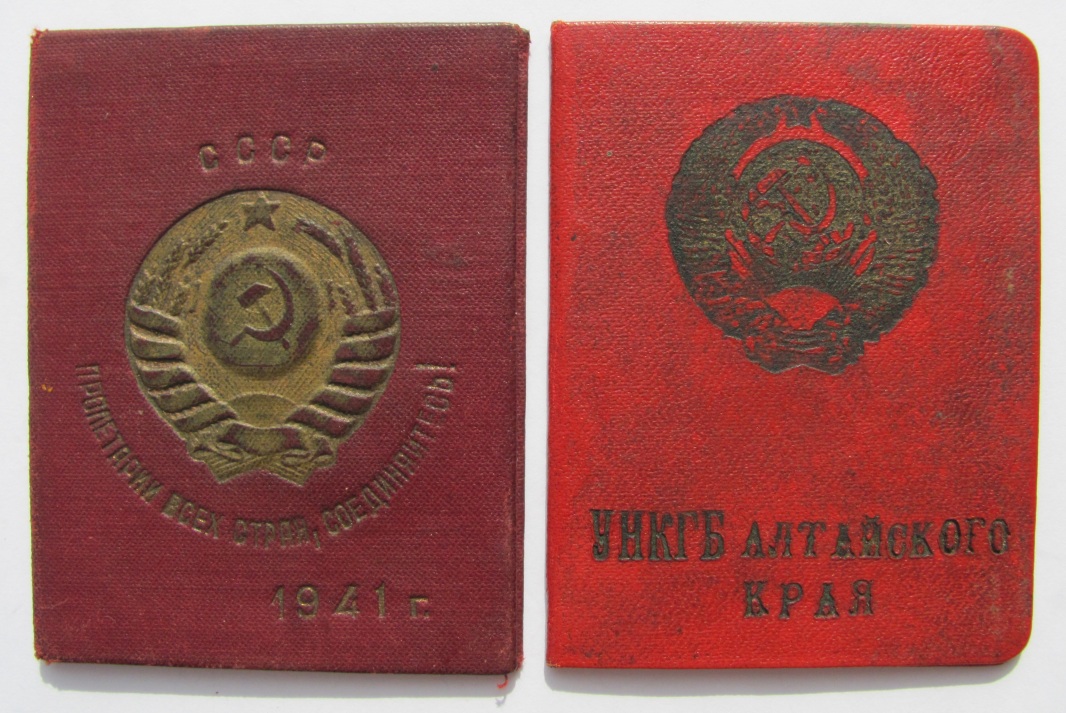 СССР
ПРОЛЕТАРИИ ВСЕХ СТРАН, СОЕДИНЯЙТЕСЬ!
1941 г.
УНКГБ АЛТАЙСКОГО
КРАЯ